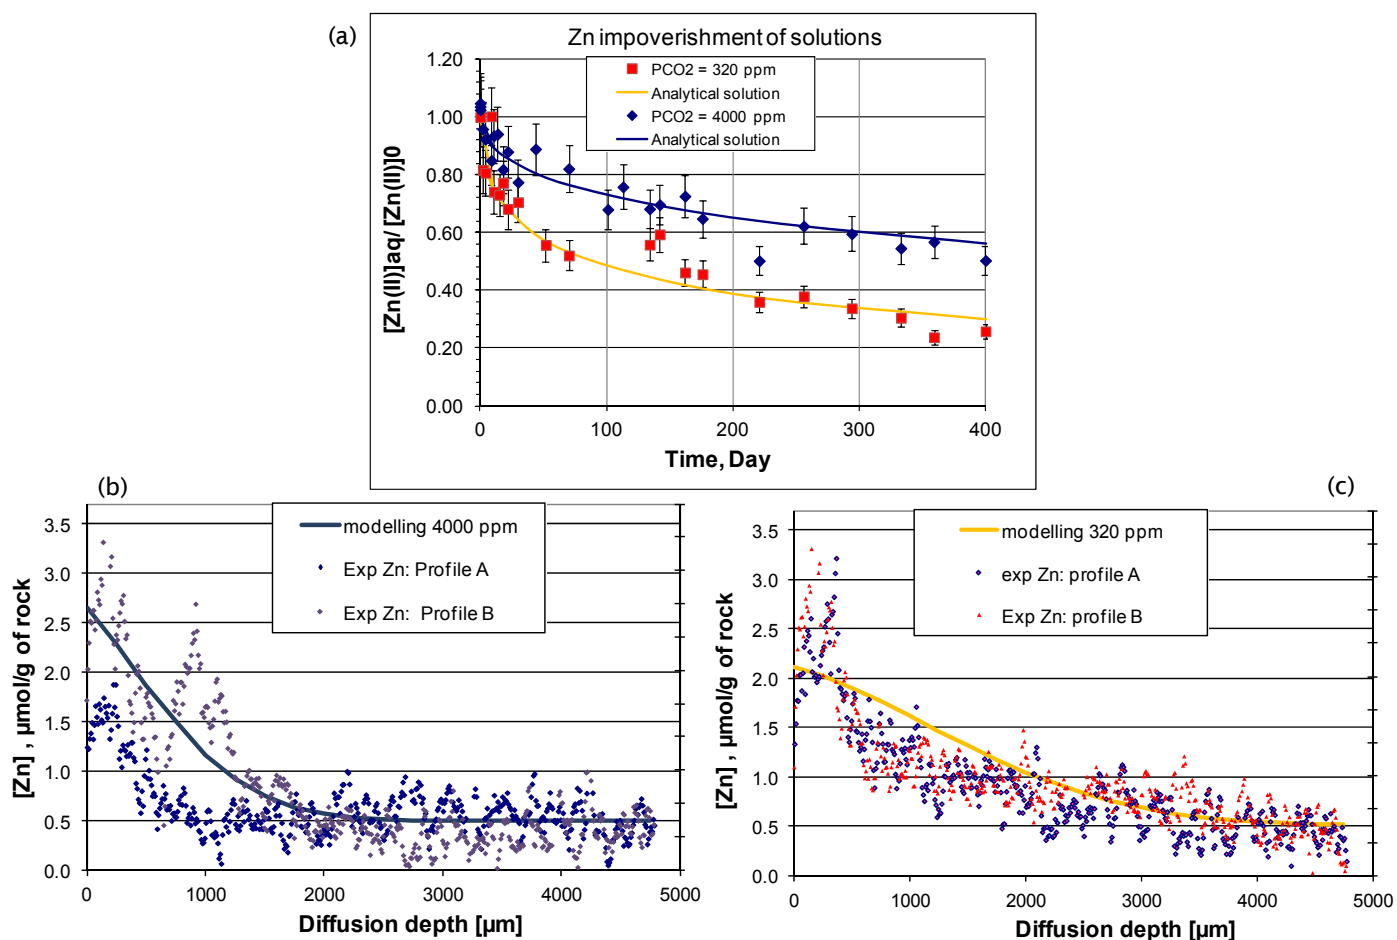 (a)
Zn impoverishment of solutions
PCO2 = 320 ppm
Analytical solution
PCO2 = 4000 ppm
Analytical solution
[Zn(II)]aq/ [Zn(II)]0
1.20
1.00
0.80
0.60
0.40
0.20
0.00
0 100 200 300 400
Time, Day
(b)
modelling 4000 ppm
Exp Zn: Profile A
Exp Zn: Profile B
[Zn] , µmol/g of rock
3.5
3.0
2.5
2.0
1.5
1.0
0.5
0.0
0 1000 2000 3000 4000 5000
Diffusion depth [µm]
(c)
modelling 320 ppm
exp Zn: profile A
Exp Zn: profile B
[Zn] , µmol/g of rock
3.5
3.0
2.5
2.0
1.5
1.0
0.5
0.0
0 1000 2000 3000 4000 5000
Diffusion depth [µm]